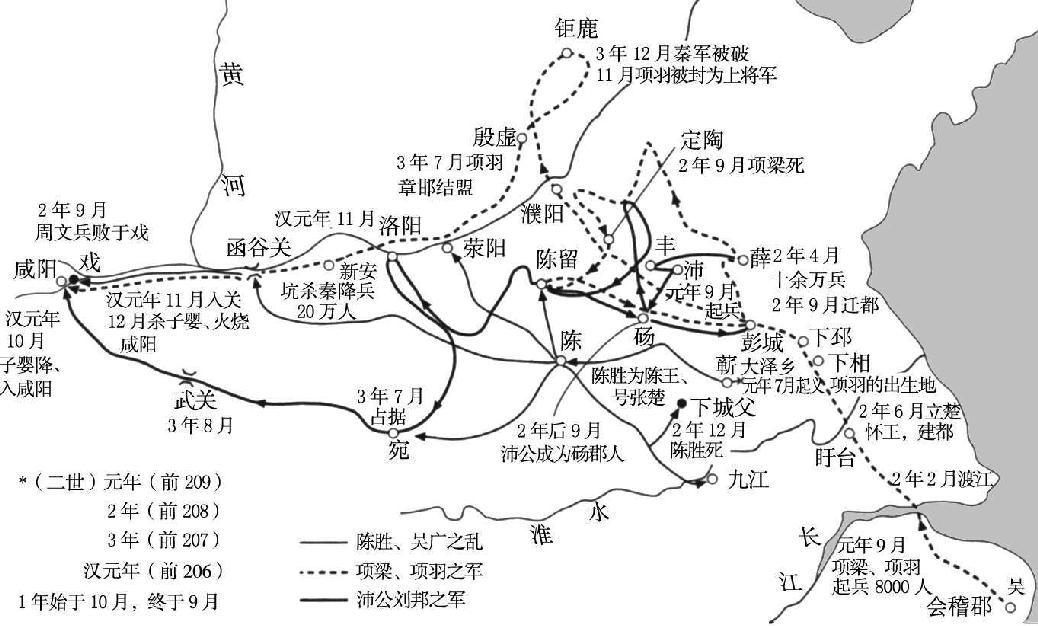 钜鹿
3年12月秦军被破
11月项羽被封为上将军
黄
河
殷虚
3年7月项羽
章邯结盟
定陶
2年9月项梁死
濮阳
2年9月
周文兵败于戏
汉元年11月
洛阳
函谷关
荥阳
新安
坑杀秦降兵
20万人
咸阳
戏
陈留
丰
沛
元年9月
起兵
薛
2年4月
十余万兵
2年9月迁都
汉元年11月入关
12月杀子婴、火烧
咸阳
汉元年
10月
子婴降、
入咸阳
陈
砀
彭城
下邳
下相
项羽的出生地
蕲
大泽乡
元年7月起义
陈胜为陈王、
号张楚
武关
3年8月
3年7月
占据
宛
下城父
2年12月
陈胜死
2年后9月
沛公成为砀郡人
2年6月立楚
怀王,建都
盱台
九江
2年2月渡江
淮
水
长
江
元年9月
项梁、项羽
起兵8000人
会稽郡
吴
*(二世)元年(前209)
2年(前208)
3年(前207)
汉元年(前206)
1年始于10月,终于9月
陈胜、吴广之乱
项梁、项羽之军
沛公刘邦之军